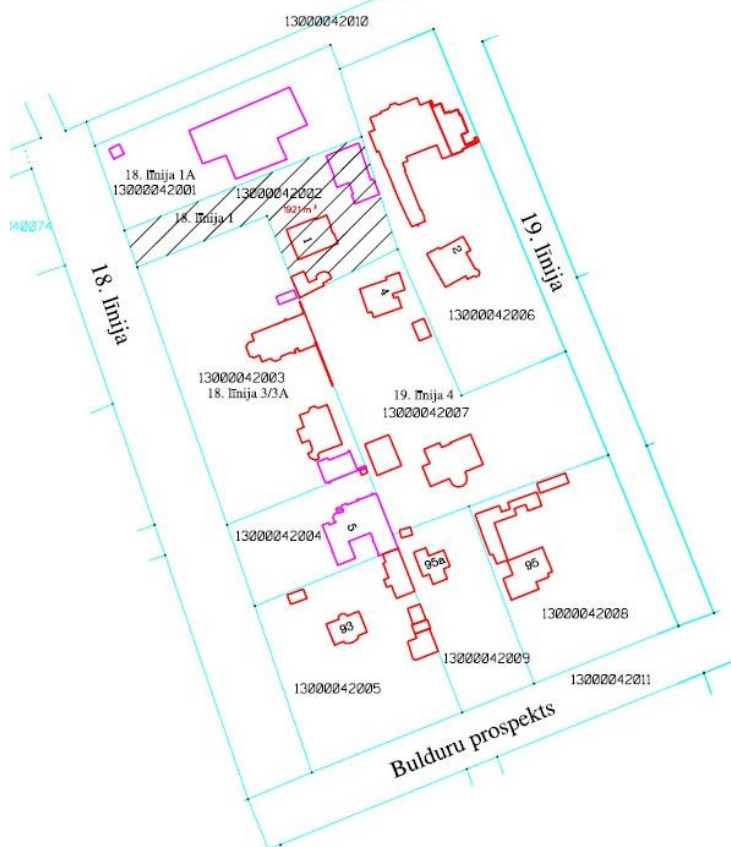 13000042010
18. līnija 1A
13000042001
13000042002
1921 m²
18. līnija 1
40074
1
2
19. līnija
18. līnija
4
13000042006
13000042003
18. līnija 3/3A
19. līnija 4
13000042007
5
13000042004
95a
95
93
13000042008
13000042009
13000042005
13000042011
Bulduru prospekts